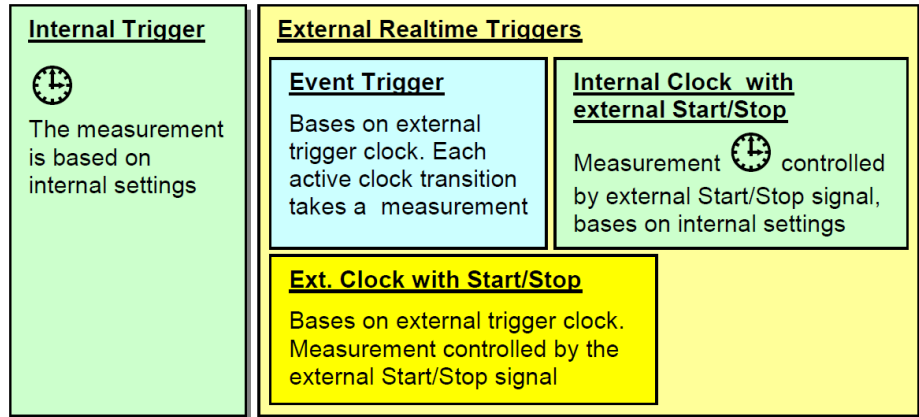 Internal Trigger
The measurement
is based on
internal settings
External Realtime Triggers
Event Trigger
Bases on external
trigger clock. Each
active clock transition
takes a measurement
Internal Clock with
external Start/Stop
Measurement controlled
by external Start/Stop signal,
bases on internal settings
Ext. Clock with Start/Stop
Bases on external trigger clock.
Measurement controlled by the
external Start/Stop signal